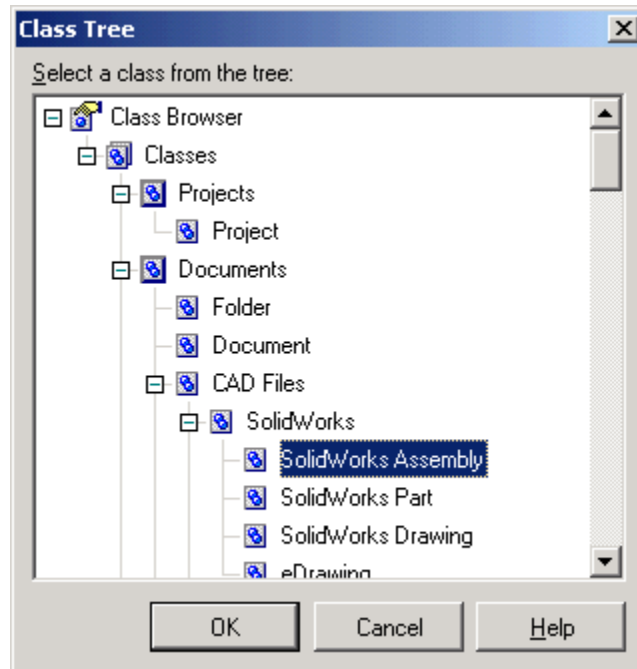 Class Tree
Select a class from the tree:
Class Browser
Classes
Projects
Project
Documents
Folder
Document
CAD Files
SolidWorks
SolidWorks Assembly
SolidWorks Part
SolidWorks Drawing
eDrawing
OK Cancel Help